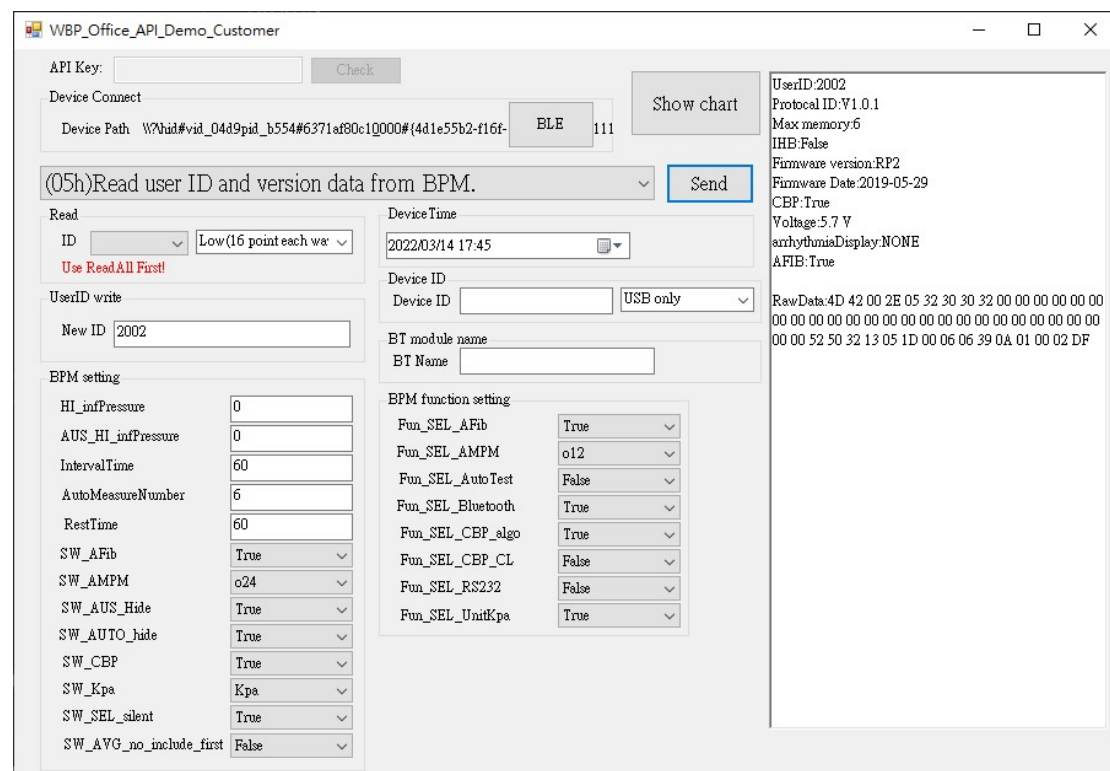 WBP_Office_API_Demo_Customer
API Key:
Check
Device Connect
Device Path \\?\hid#vid_04d9pid_b554#6371af80c10000#{4d1e55b2-f16f-
BLE
111
Show chart
(05h)Read user ID and version data from BPM.
Send
Read
ID
Low(16 point each wa
Use ReadAll First!
UserID write
New ID 2002
BPM setting
HI_infPressure 0
AUS_HI_infPressure 0
IntervalTime 60
AutoMeasureNumber 6
RestTime 60
SW_AFib True
SW_AMPM o24
SW_AUS_Hide True
SW_AUTO_hide True
SW_CBP True
SW_Kpa Kpa
SW_SEL_silent True
SW_AVG_no_include_first False
DeviceTime
2022/03/14 17:45
Device ID
Device ID
USB only
BT module name
BT Name
BPM function setting
Fun_SEL_AFib True
Fun_SEL_AMPM o12
Fun_SEL_AutoTest False
Fun_SEL_Bluetooth True
Fun_SEL_CBP_algo True
Fun_SEL_CBP_CL False
Fun_SEL_RS232 False
Fun_SEL_UnitKpa True
UserID:2002
Protocal ID:V1.0.1
Max memory:6
IHB:False
Firmware version:RP2
Firmware Date:2019-05-29
CBP:True
Voltage:5.7 V
arrhythmiaDisplay:NONE
AFIB:True
RawData:4D 42 00 2E 05 32 30 30 32 00 00 00 00 00 00
00 00 00 00 00 00 00 00 00 00 00 00 00 00 00 00 00 00
00 00 52 50 32 13 05 1D 00 06 06 39 0A 01 00 02 DF